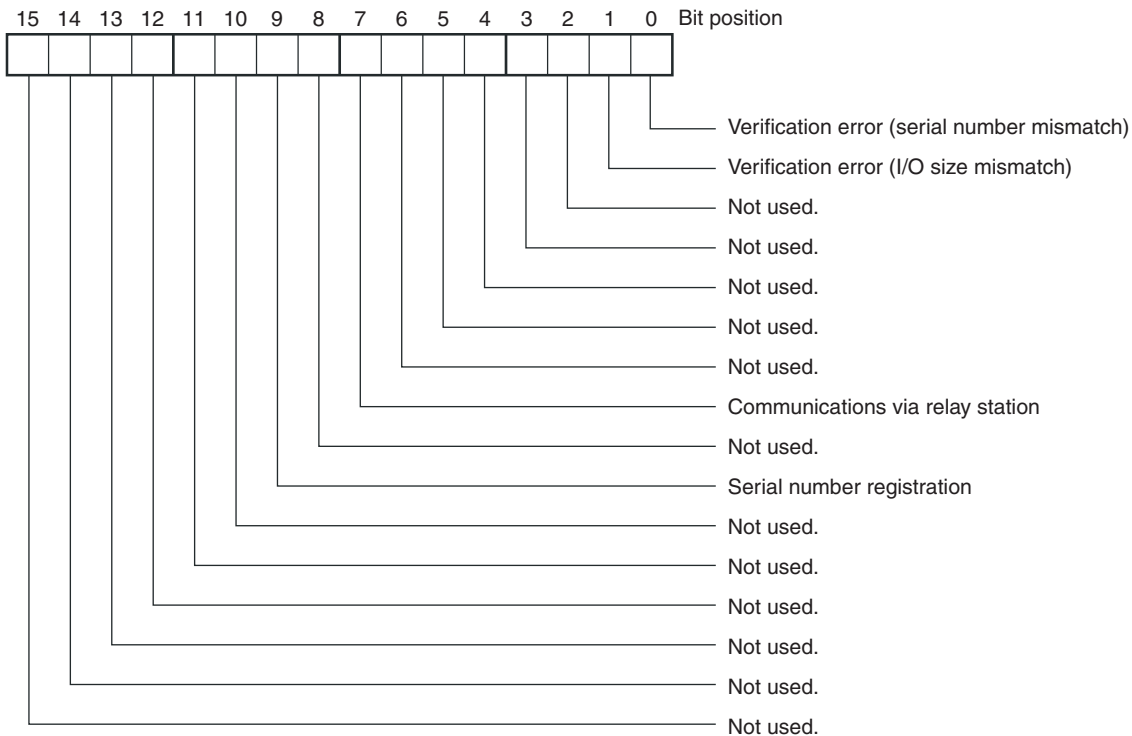 15 14 13 12 11 10 9 8 7 6 5 4 3 2 1 0 Bit position
Verification error (serial number mismatch)
Verification error (I/O size mismatch)
Not used.
Not used.
Not used.
Not used.
Not used.
Communications via relay station
Not used.
Serial number registration
Not used.
Not used.
Not used.
Not used.
Not used.
Not used.